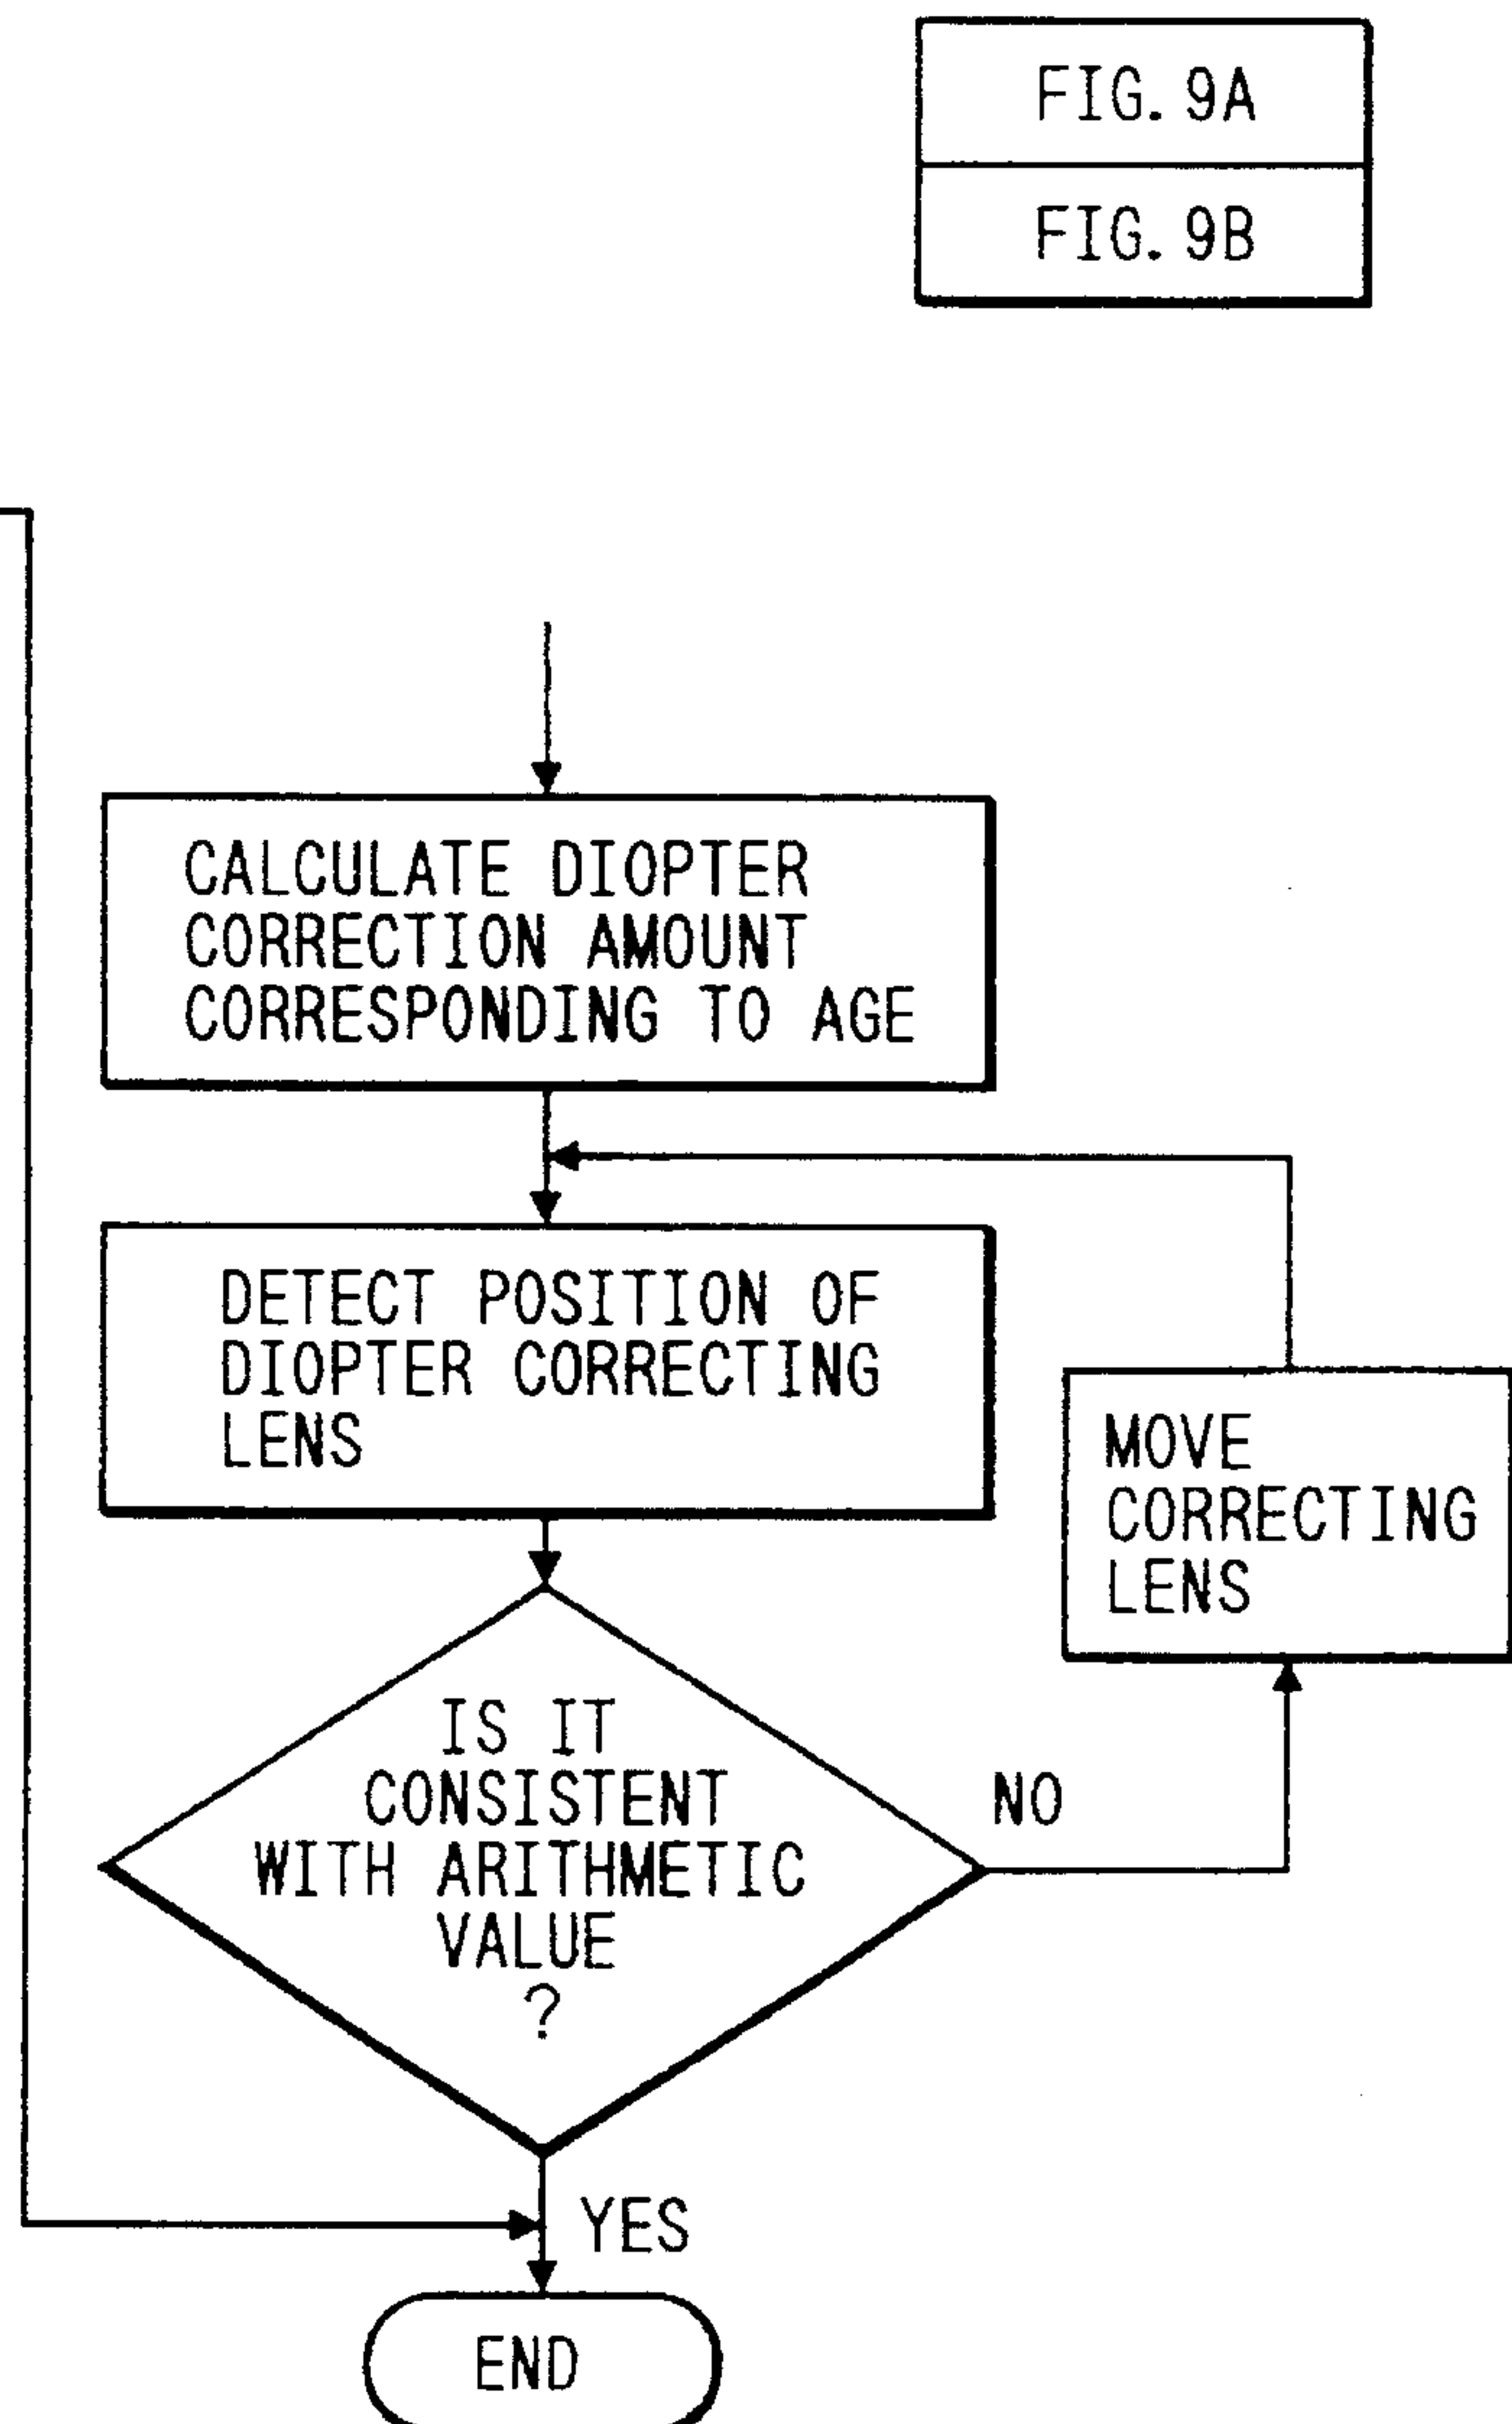 FIG. 9A
FIG. 9B
CALCULATE DIOPTER
CORRECTION AMOUNT
CORRESPONDING TO AGE
DETECT POSITION OF
DIOPTER CORRECTING
LENS
MOVE
CORRECTING
LENS
IS IT
CONSISTENT
WITH ARITHMETIC
VALUE
?
NO
YES
END